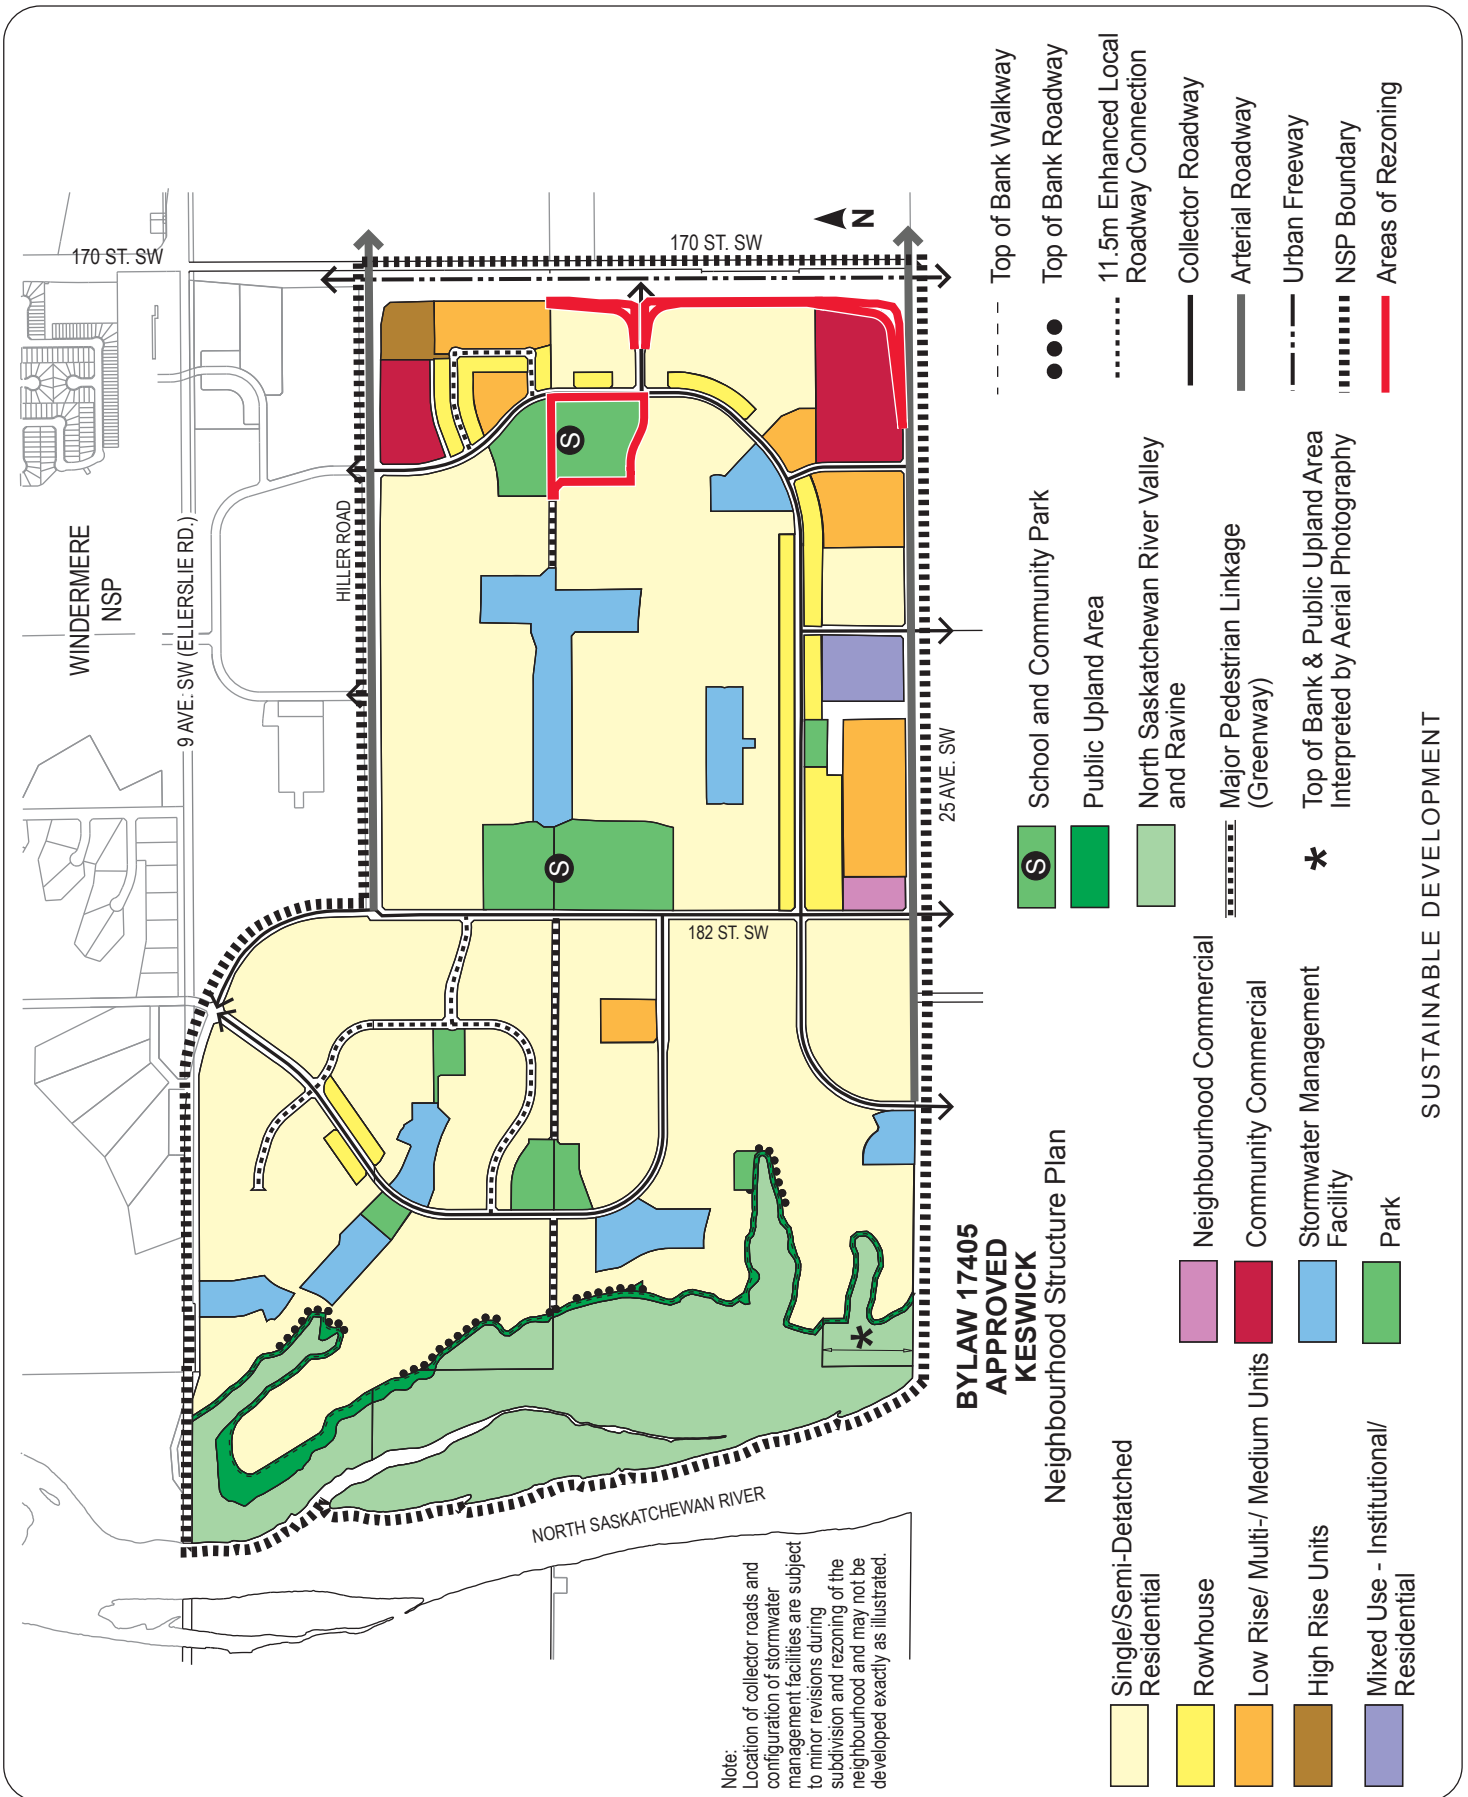 WINDERMERE
NSP
9 AVE. SW (ELLERSLIE RD.)
170 ST. SW
HILLER ROAD
170 ST. SW
N
S
S
182 ST. SW
25 AVE. SW
NORTH SASKATCHEWAN RIVER
*
Note:
Location of collector roads and
configuration of stormwater
management facilities are subject
to minor revisions during
subdivision and rezoning of the
neighbourhood and may not be
developed exactly as illustrated.
BYLAW 17405
APPROVED
KESWICK
Neighbourhood Structure Plan
Single/Semi-Detatched
Residential
Rowhouse
Low Rise/ Multi-/ Medium Units
High Rise Units
Mixed Use - Institutional/
Residential
Neighbourhood Commercial
Community Commercial
Stormwater Management
Facility
Park
S
School and Community Park
Public Upland Area
North Saskatchewan River Valley
and Ravine
Major Pedestrian Linkage
(Greenway)
*
Top of Bank & Public Upland Area
Interpreted by Aerial Photography
Top of Bank Walkway
Top of Bank Roadway
11.5m Enhanced Local
Roadway Connection
Collector Roadway
Arterial Roadway
Urban Freeway
NSP Boundary
Areas of Rezoning
SUSTAINABLE DEVELOPMENT